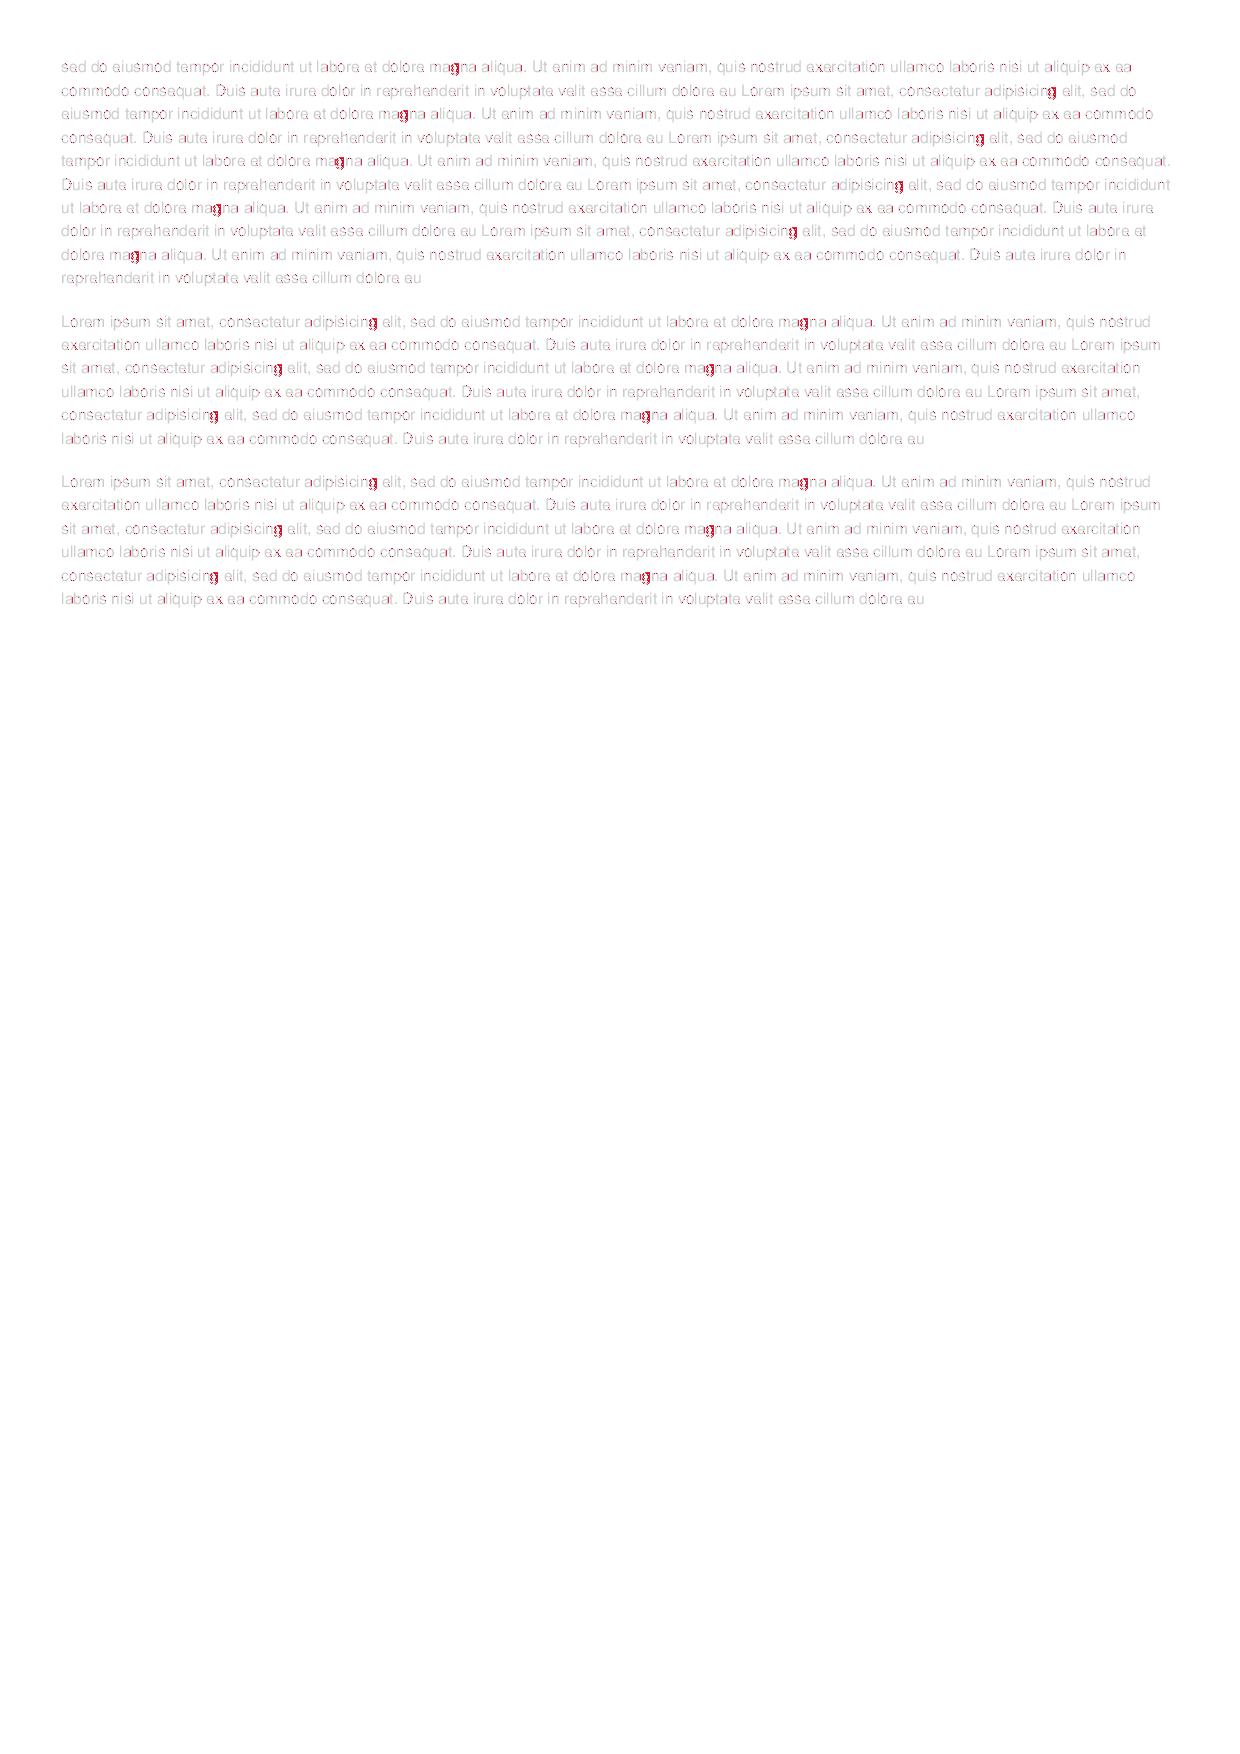 sed do eiusmod tempor incididunt ut labore et dolore magna aliqua. Ut enim ad minim veniam, quis nostrud exercitation ullamco laboris nisi ut aliquip ex ea
commodo consequat. Duis aute irure dolor in reprehenderit in voluptate velit esse cillum dolore eu Lorem ipsum sit amet, consectetur adipisicing elit, sed do
eiusmod tempor incididunt ut labore et dolore magna aliqua. Ut enim ad minim veniam, quis nostrud exercitation ullamco laboris nisi ut aliquip ex ea commodo
consequat. Duis aute irure dolor in reprehenderit in voluptate velit esse cillum dolore eu Lorem ipsum sit amet, consectetur adipisicing elit, sed do eiusmod
tempor incididunt ut labore et dolore magna aliqua. Ut enim ad minim veniam, quis nostrud exercitation ullamco laboris nisi ut aliquip ex ea commodo consequat.
Duis aute irure dolor in reprehenderit in voluptate velit esse cillum dolore eu Lorem ipsum sit amet, consectetur adipisicing elit, sed do eiusmod tempor incididunt
ut labore et dolore magna aliqua. Ut enim ad minim veniam, quis nostrud exercitation ullamco laboris nisi ut aliquip ex ea commodo consequat. Duis aute irure
dolor in reprehenderit in voluptate velit esse cillum dolore eu Lorem ipsum sit amet, consectetur adipisicing elit, sed do eiusmod tempor incididunt ut labore et
dolore magna aliqua. Ut enim ad minim veniam, quis nostrud exercitation ullamco laboris nisi ut aliquip ex ea commodo consequat. Duis aute irure dolor in
reprehenderit in voluptate velit esse cillum dolore eu
Lorem ipsum sit amet, consectetur adipisicing elit, sed do eiusmod tempor incididunt ut labore et dolore magna aliqua. Ut enim ad minim veniam, quis nostrud
exercitation ullamco laboris nisi ut aliquip ex ea commodo consequat. Duis aute irure dolor in reprehenderit in voluptate velit esse cillum dolore eu Lorem ipsum
sit amet, consectetur adipisicing elit, sed do eiusmod tempor incididunt ut labore et dolore magna aliqua. Ut enim ad minim veniam, quis nostrud exercitation
ullamco laboris nisi ut aliquip ex ea commodo consequat. Duis aute irure dolor in reprehenderit in voluptate velit esse cillum dolore eu Lorem ipsum sit amet,
consectetur adipisicing elit, sed do eiusmod tempor incididunt ut labore et dolore magna aliqua. Ut enim ad minim veniam, quis nostrud exercitation ullamco
laboris nisi ut aliquip ex ea commodo consequat. Duis aute irure dolor in reprehenderit in voluptate velit esse cillum dolore eu
Lorem ipsum sit amet, consectetur adipisicing elit, sed do eiusmod tempor incididunt ut labore et dolore magna aliqua. Ut enim ad minim veniam, quis nostrud
exercitation ullamco laboris nisi ut aliquip ex ea commodo consequat. Duis aute irure dolor in reprehenderit in voluptate velit esse cillum dolore eu Lorem ipsum
sit amet, consectetur adipisicing elit, sed do eiusmod tempor incididunt ut labore et dolore magna aliqua. Ut enim ad minim veniam, quis nostrud exercitation
ullamco laboris nisi ut aliquip ex ea commodo consequat. Duis aute irure dolor in reprehenderit in voluptate velit esse cillum dolore eu Lorem ipsum sit amet,
consectetur adipisicing elit, sed do eiusmod tempor incididunt ut labore et dolore magna aliqua. Ut enim ad minim veniam, quis nostrud exercitation ullamco
laboris nisi ut aliquip ex ea commodo consequat. Duis aute irure dolor in reprehenderit in voluptate velit esse cillum dolore eu